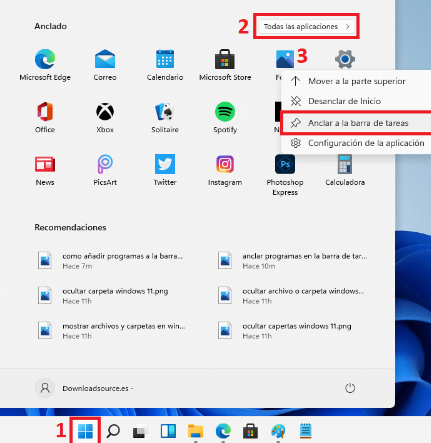 Anclado
2
Todas las aplicaciones >
3
Microsoft Edge
Correo
Calendario
Microsoft Store
Mover a la parte superior
Desanclar de Inicio
Anclar a la barra de tareas
Configuración de la aplicación
Office
Xbox
Solitaire
Spotify
News
PicsArt
Twitter
Instagram
Photoshop
Express
Calculadora
Recomendaciones
como añadir programas a la barra...
Hace 7m
anclar programas en la barra de tar...
Hace 10m
ocultar carpeta windows 11.png
Hace 11h
ocultar archivo o carpeta windows...
Hace 11h
mostrar archivos y carpetas en win...
Hace 11h
ocultar capertas windows 11.png
Hace 11h
Downloadsource.es -
1